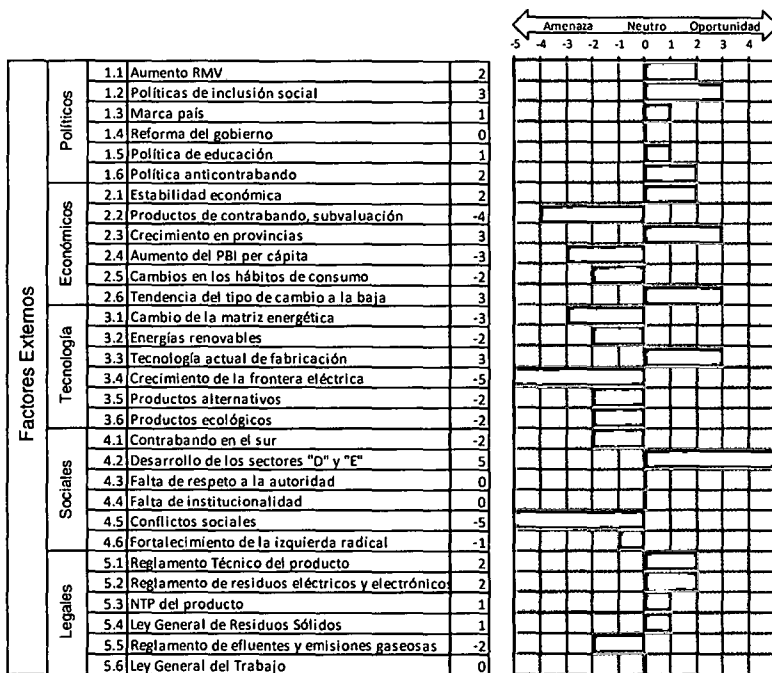 Amenaza Neutro Oportunidad
-5 -4 -3 -2 -1 0 1 2 3 4 5
Factores Externos
Políticos
1.1 Aumento RMV 2
1.2 Políticas de inclusión social 3
1.3 Marca país 1
1.4 Reforma del gobierno 0
1.5 Política de educación 1
1.6 Política anticontrabando 2
Económicos
2.1 Estabilidad económica 2
2.2 Productos de contrabando, subvaluación -4
2.3 Crecimiento en provincias 3
2.4 Aumento del PBI per cápita -3
2.5 Cambios en los hábitos de consumo -2
2.6 Tendencia del tipo de cambio a la baja 3
Tecnología
3.1 Cambio de la matriz energética -3
3.2 Energías renovables -2
3.3 Tecnología actual de fabricación 3
3.4 Crecimiento de la frontera eléctrica -5
3.5 Productos alternativos -2
3.6 Productos ecológicos -2
Sociales
4.1 Contrabando en el sur -2
4.2 Desarrollo de los sectores "D" y "E" 5
4.3 Falta de respeto a la autoridad 0
4.4 Falta de institucionalidad 0
4.5 Conflictos sociales -5
4.6 Fortalecimiento de la izquierda radical -1
Legales
5.1 Reglamento Técnico del producto 2
5.2 Reglamento de residuos eléctricos y electrónicos 2
5.3 NTP del producto 1
5.4 Ley General de Residuos Sólidos 1
5.5 Reglamento de efluentes y emisiones gaseosas -2
5.6 Ley General del Trabajo 0